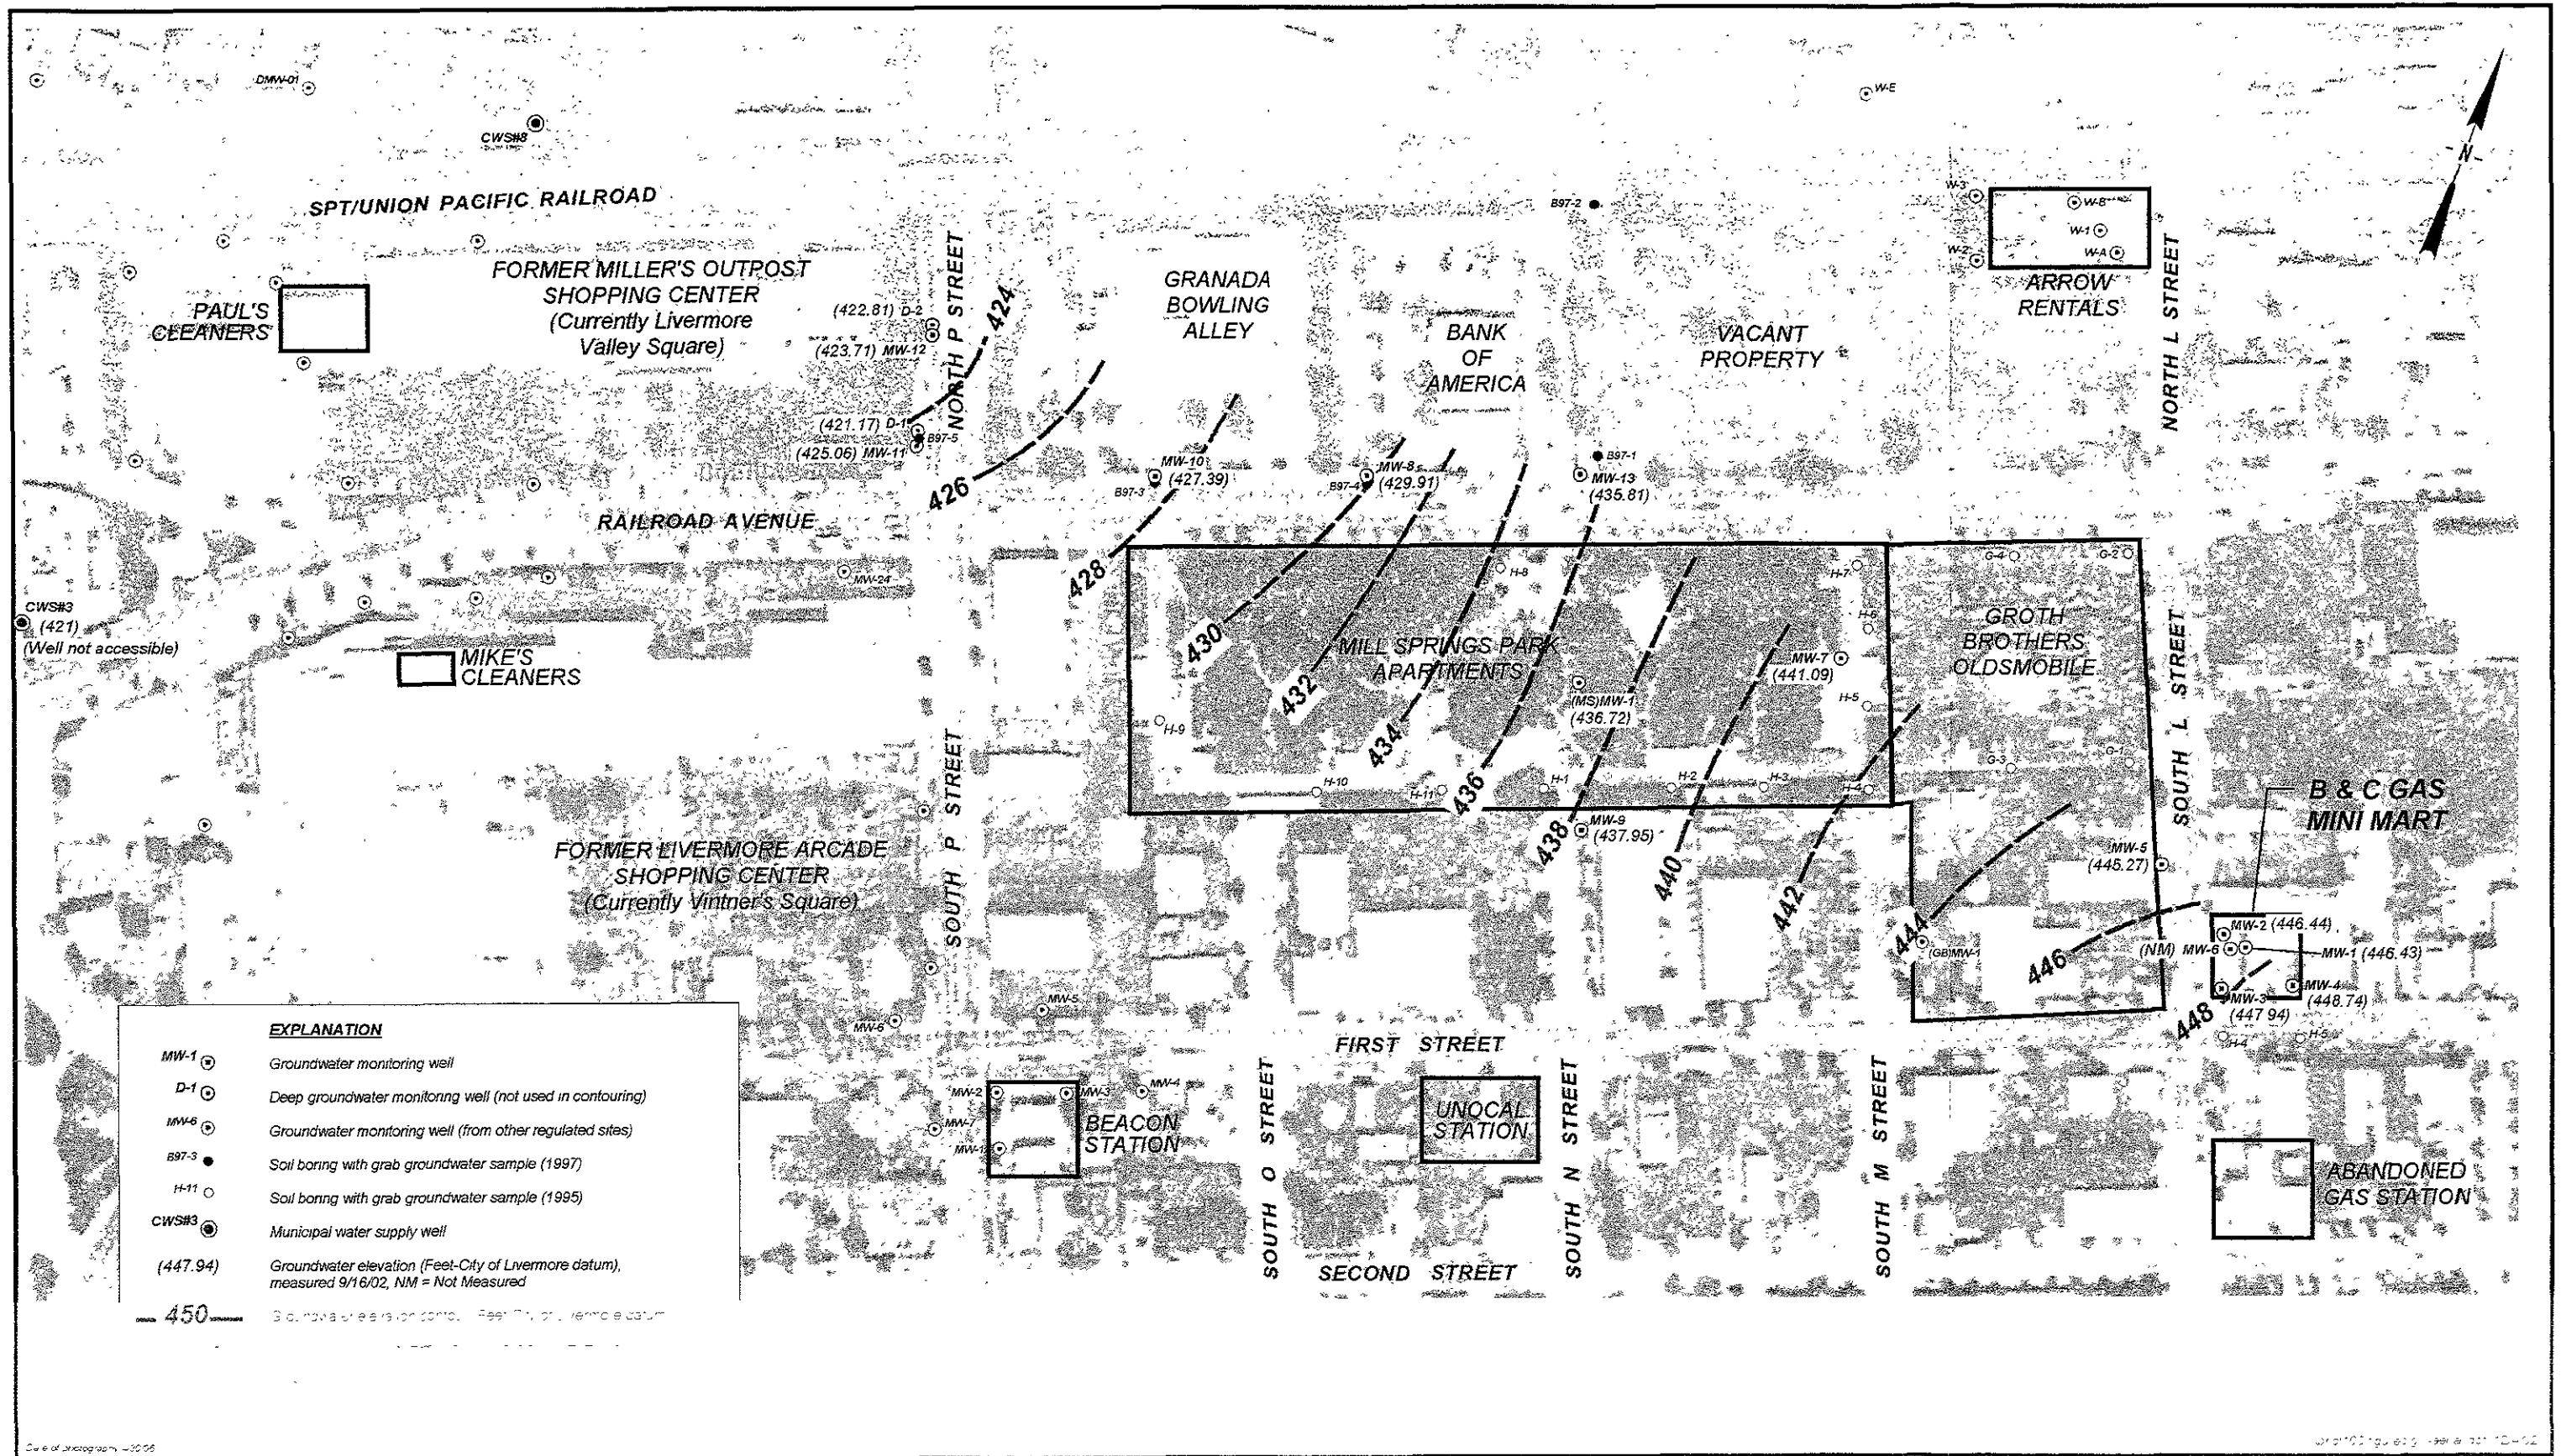 DMW-01
W-E
CWS#8
N
SPT/UNION PACIFIC RAILROAD
B97-2
W-3
W-B
W-1
W-2
W-A
NORTH P STREET
NORTH L STREET
FORMER MILLER'S OUTPOST
SHOPPING CENTER
(Currently Livermore
Valley Square)
PAUL'S
CLEANERS
(422.81) D-2
(423.71) MW-12
424
GRANADA
BOWLING
ALLEY
BANK
OF
AMERICA
VACANT
PROPERTY
ARROW
RENTALS
(421.17) D-1
B97-5
(425.06) MW-11
426
MW-10
(427.39)
B97-3
MW-8
(429.91)
B97-4
B97-1
MW-13
(435.81)
RAILROAD AVENUE
428
MW-24
H-8
H-7
G-4
G-2
CWS#3
(421)
(Well not accessible)
H-6
GROTH
BROTHERS
OLDSMOBILE
430
MILL SPRINGS PARK
APARTMENTS
MW-7
(441.09)
MIKE'S
CLEANERS
432
(MS)MW-1
(436.72)
H-5
H-9
434
SOUTH P STREET
SOUTH L STREET
H-10
H-11
436
H-1
H-2
H-3
H-4
G-3
G-1
B & C GAS
MINI MART
438
MW-9
(437.95)
FORMER LIVERMORE ARCADE
SHOPPING CENTER
(Currently Vintner's Square)
440
442
444
MW-5
(445.27)
(GB)MW-1
446
MW-2 (446.44)
(NM) MW-6
MW-1 (446.43)
MW-4
(448.74)
MW-3
(447.94)
448
H-4
H-5
MW-5
MW-6
FIRST STREET
MW-2
MW-3
MW-4
MW-7
MW-1
BEACON
STATION
SOUTH O STREET
UNOCAL
STATION
SOUTH N STREET
SOUTH M STREET
ABANDONED
GAS STATION
SECOND STREET
EXPLANATION
MW-1 Groundwater monitoring well
D-1 Deep groundwater monitoring well (not used in contouring)
MW-6 Groundwater monitoring well (from other regulated sites)
B97-3 Soil boring with grab groundwater sample (1997)
H-11 Soil boring with grab groundwater sample (1995)
CWS#3 Municipal water supply well
(447.94) Groundwater elevation (Feet-City of Livermore datum),
measured 9/16/02, NM = Not Measured
450